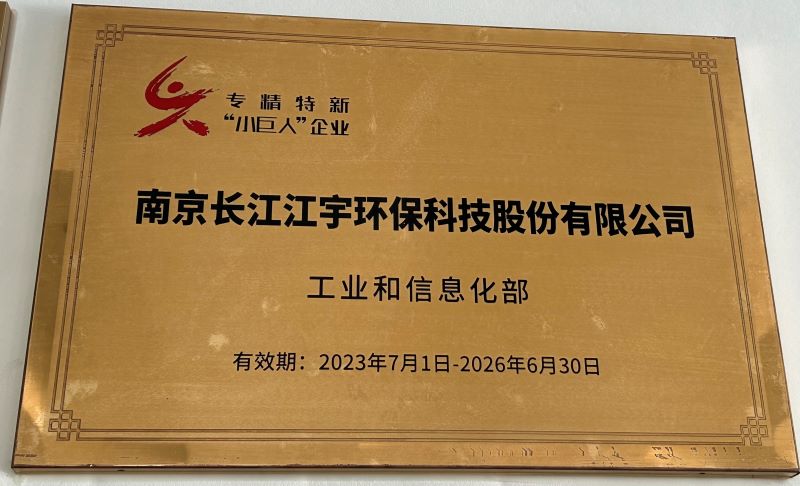 专精特新
“小巨人”企业
南京长江江宇环保科技股份有限公司
工业和信息化部
有效期：2023年7月1日-2026年6月30日